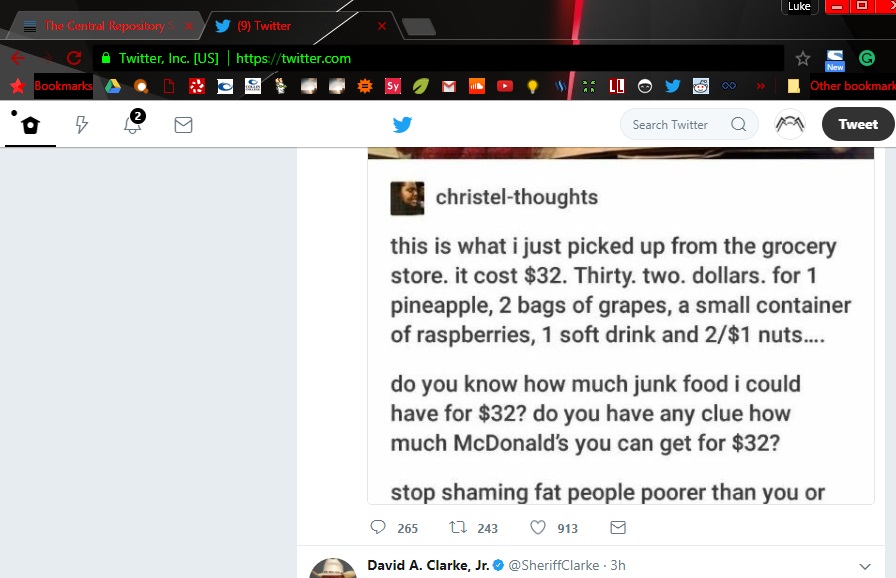 Luke
The Central Repository S
(9) Twitter
Twitter, Inc. [US] | https://twitter.com
New
Bookmarks
Sy
LL
Other bookmark
2
Search Twitter
Tweet
christel-thoughts
this is what i just picked up from the grocery
store. it cost $32. Thirty. two. dollars. for 1
pineapple, 2 bags of grapes, a small container
of raspberries, 1 soft drink and 2/$1 nuts....
do you know how much junk food i could
have for $32? do you have any clue how
much McDonald's you can get for $32?
stop shaming fat people poorer than you or
265
243
913
David A. Clarke, Jr. @SheriffClarke · 3h